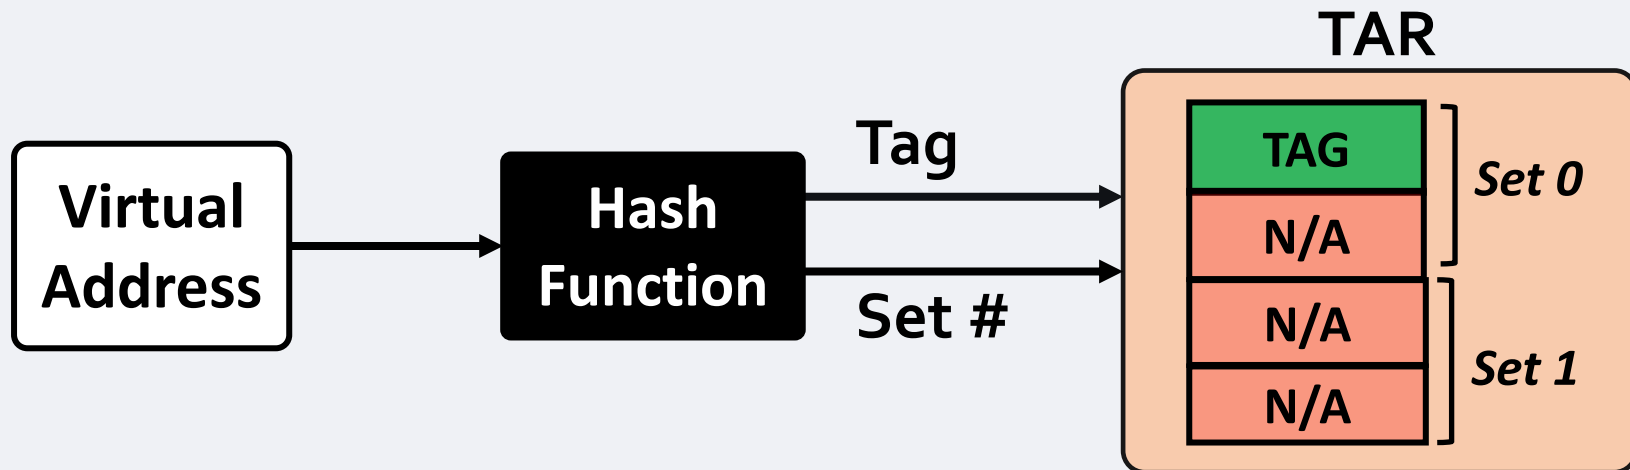 TAR
Virtual
Address
Hash
Function
Tag
Set #
TAG
N/A
N/A
N/A
Set 0
Set 1